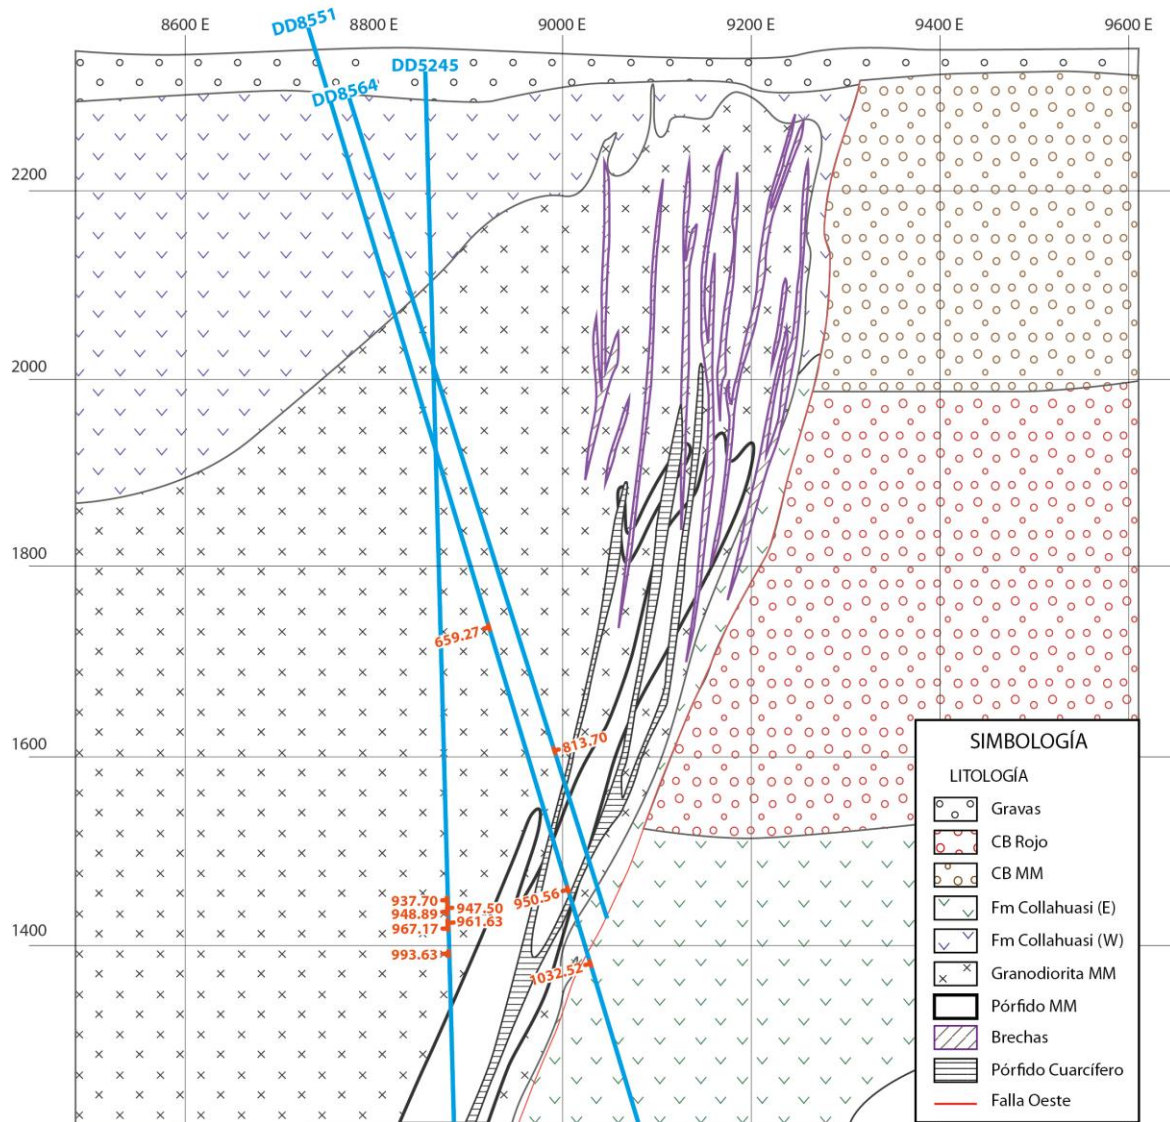 8600 E
8800 E
9000 E
9200 E
9400 E
9600 E
DD8551
DD5245
DD8564
2200
2000
1800
659.27
813.70
1600
937.70
947.50
948.89
961.63
967.17
993.63
950.56
1400
1032.52
SIMBOLOGÍA
LITOLOGÍA
Gravas
CB Rojo
CB MM
Fm Collahuasi (E)
Fm Collahuasi (W)
Granodiorita MM
Pórfido MM
Brechas
Pórfido Cuarcífero
Falla Oeste